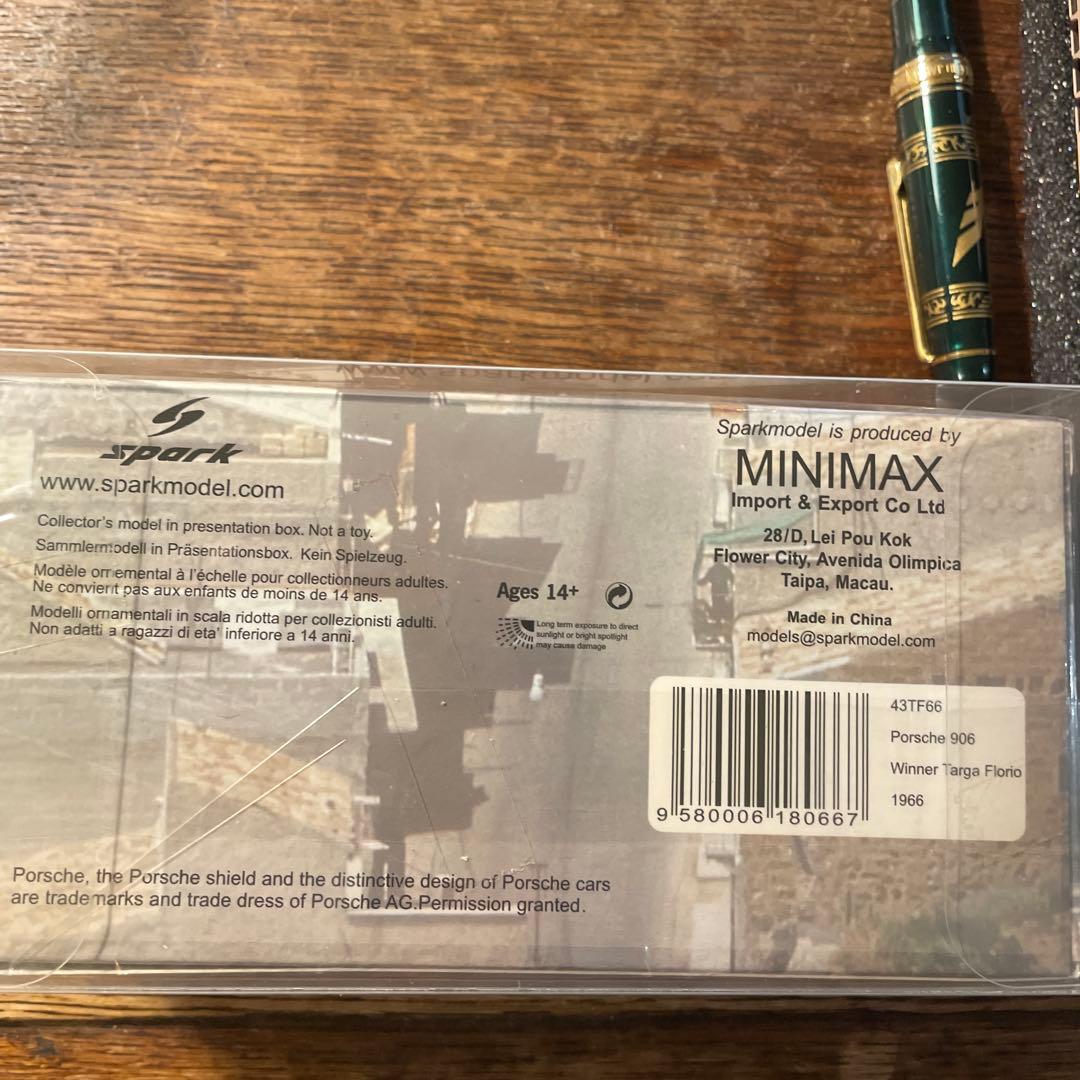 spark
www.sparkmodel.com
Collector's model in presentation box. Not a toy.
Sammlermodell in Präsentationsbox. Kein Spielzeug.
Modèle ornemental à l'échelle pour collectionneurs adultes.
Ne convient pas aux enfants de moins de 14 ans.
Modelli ornamentali in scala ridotta per collezionisti adulti.
Non adatti a ragazzi di eta' inferiore a 14 anni.
Ages 14+
Long term exposure to direct
sunlight or bright spotlight
may cause damage
Sparkmodel is produced by
MINIMAX
Import & Export Co Ltd
28/D, Lei Pou Kok
Flower City, Avenida Olimpica
Taipa, Macau.
Made in China
models@sparkmodel.com
43TF66
Porsche 906
Winner Targa Florio
1966
9 580006 180667
Porsche, the Porsche shield and the distinctive design of Porsche cars
are trade marks and trade dress of Porsche AG.Permission granted.